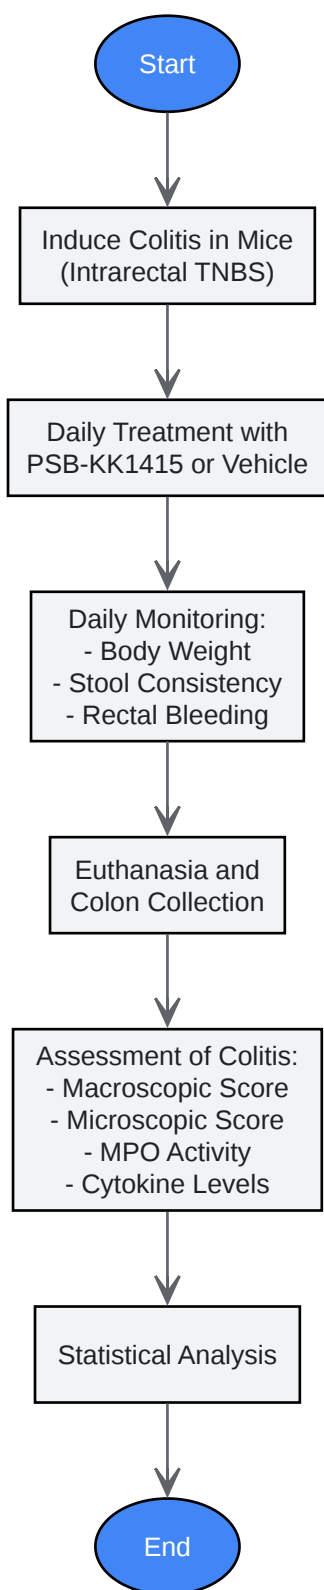 Start
Induce Colitis in Mice
(Intrarectal TNBS)
Daily Treatment with
PSB-KK1415 or Vehicle
Daily Monitoring:
- Body Weight
- Stool Consistency
- Rectal Bleeding
Euthanasia and
Colon Collection
Assessment of Colitis:
- Macroscopic Score
- Microscopic Score
- MPO Activity
- Cytokine Levels
Statistical Analysis
End